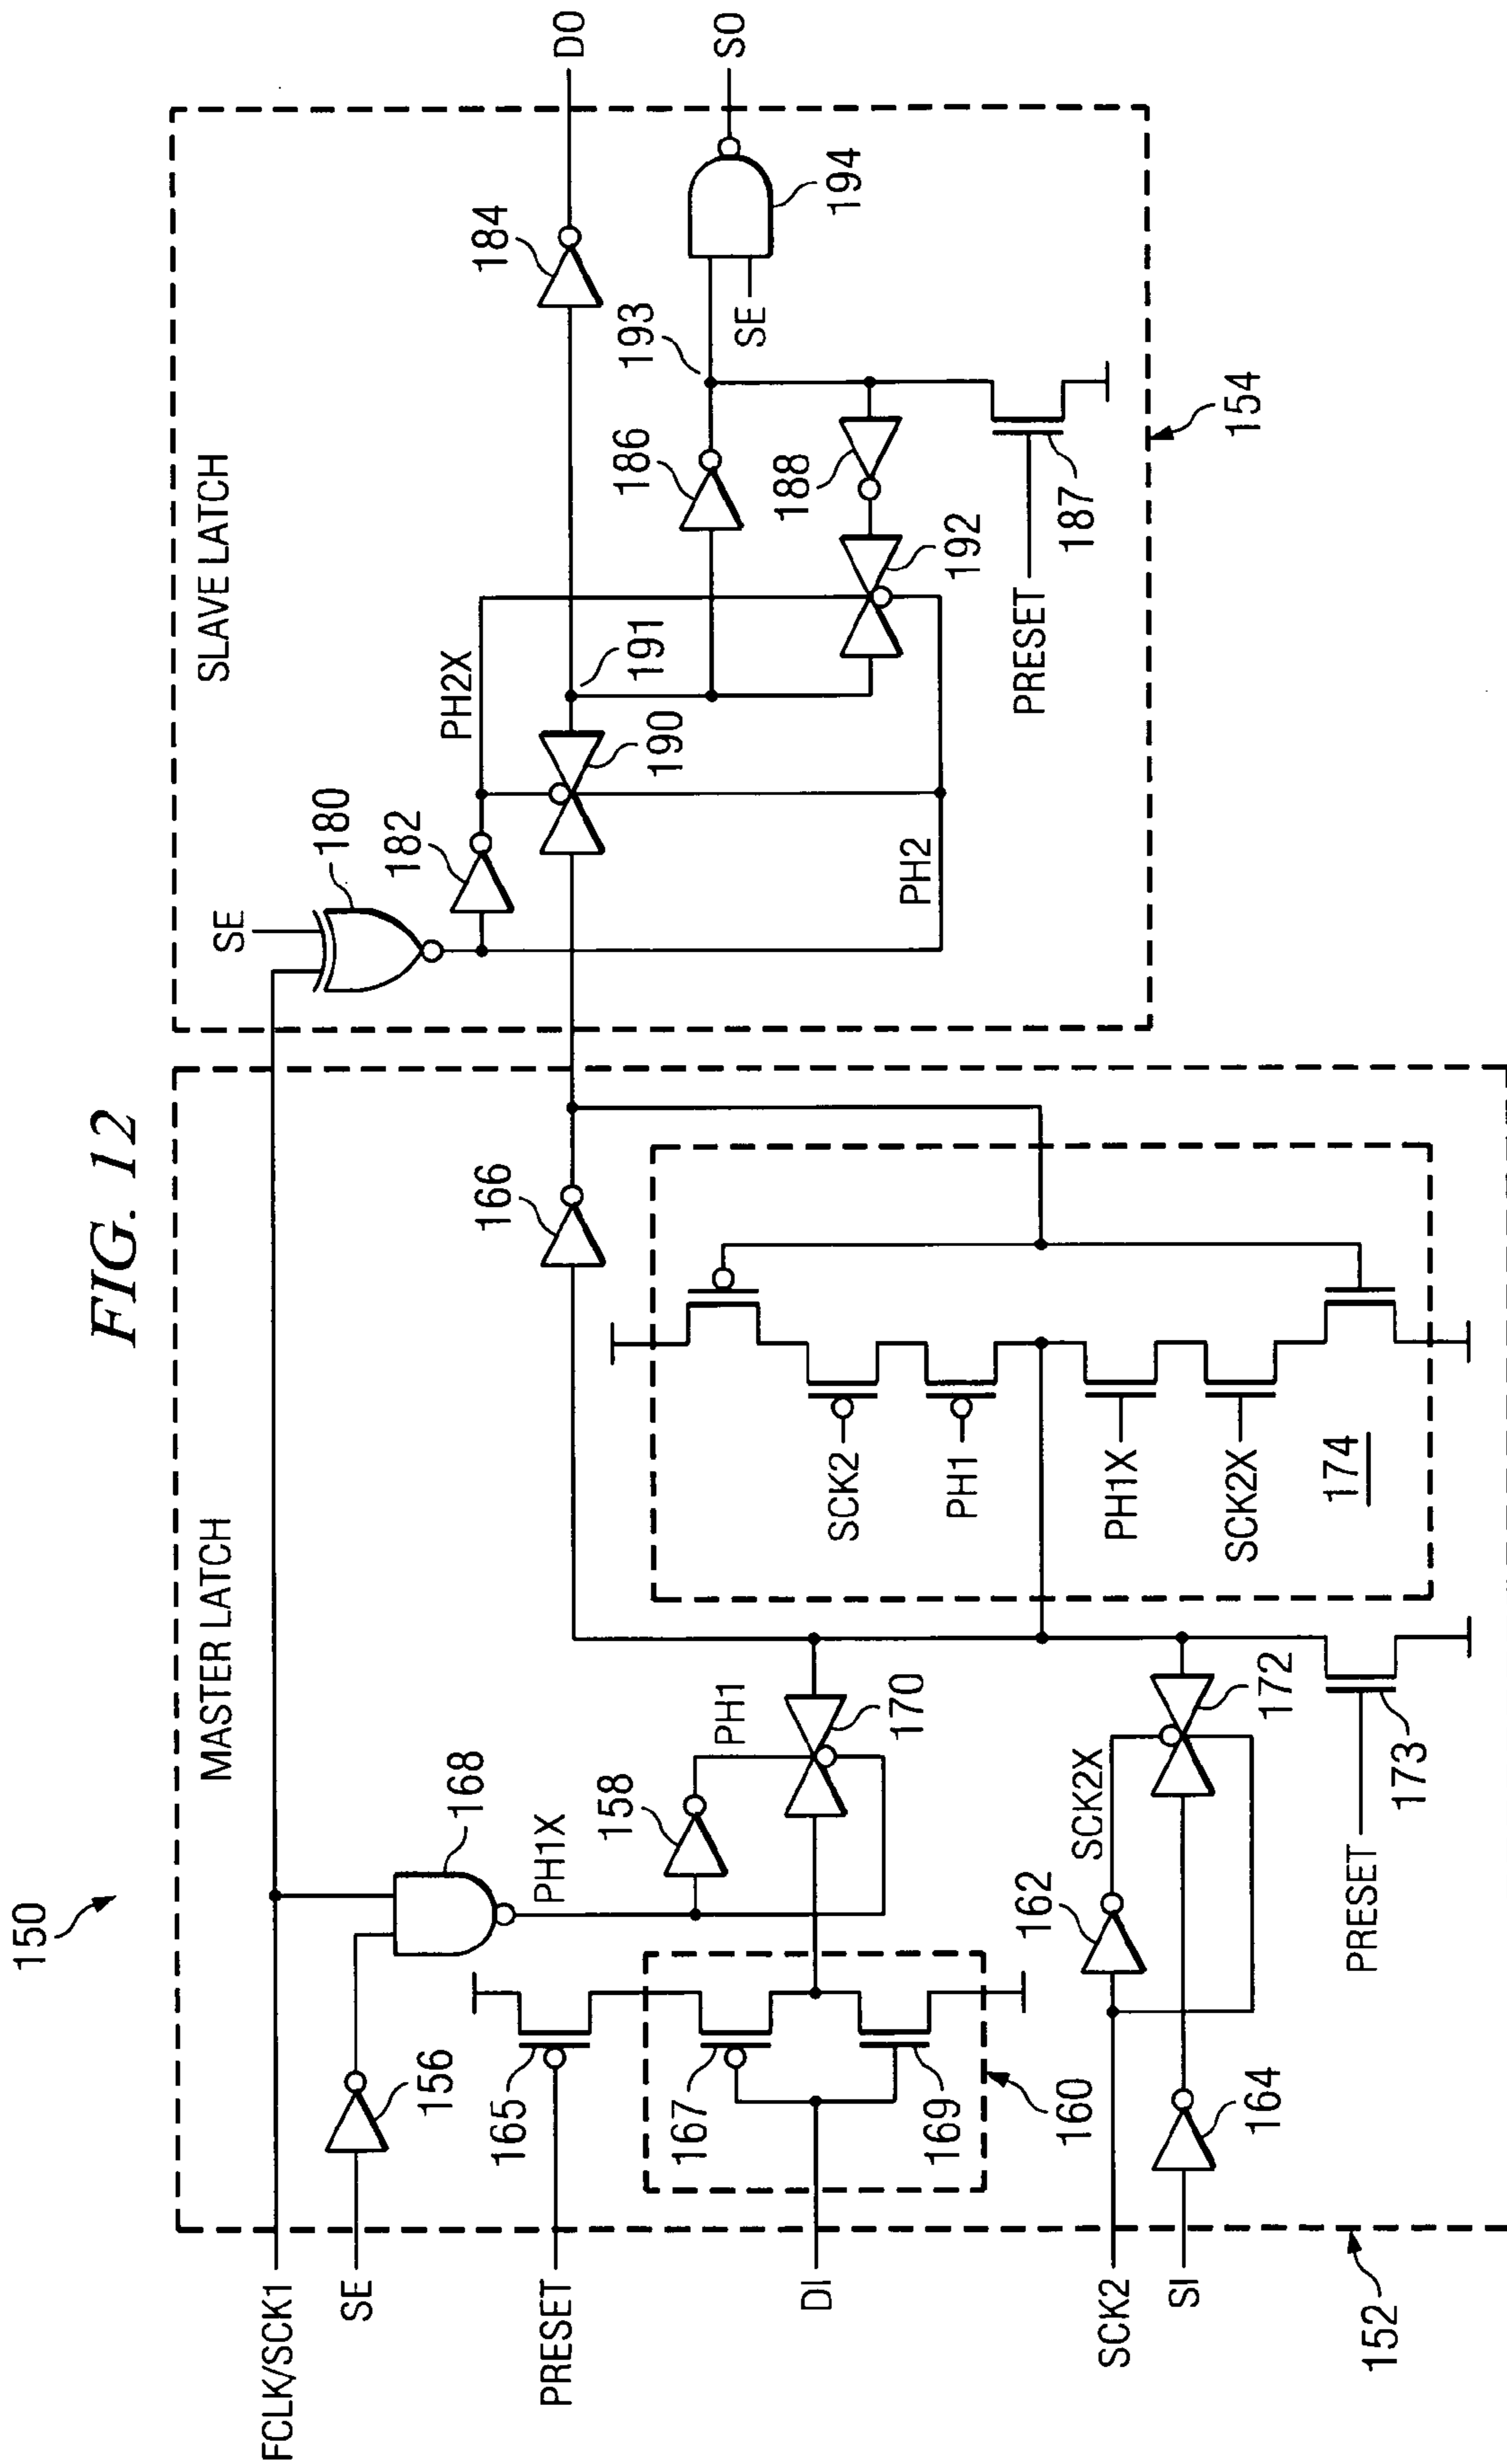 FIG. 12
150
MASTER LATCH
SLAVE LATCH
FCLK/SCK1
SE
156
168
PH1X
158
PH1
170
PRESET
165
167
169
160
DI
SCK2
SI
162
164
SCK2X
172
PRESET
173
152
166
SCK2
PH1
PH1X
SCK2X
174
SE
180
182
PH2X
PH2
190
191
184
DO
186
193
188
192
SE
194
SO
PRESET
187
154